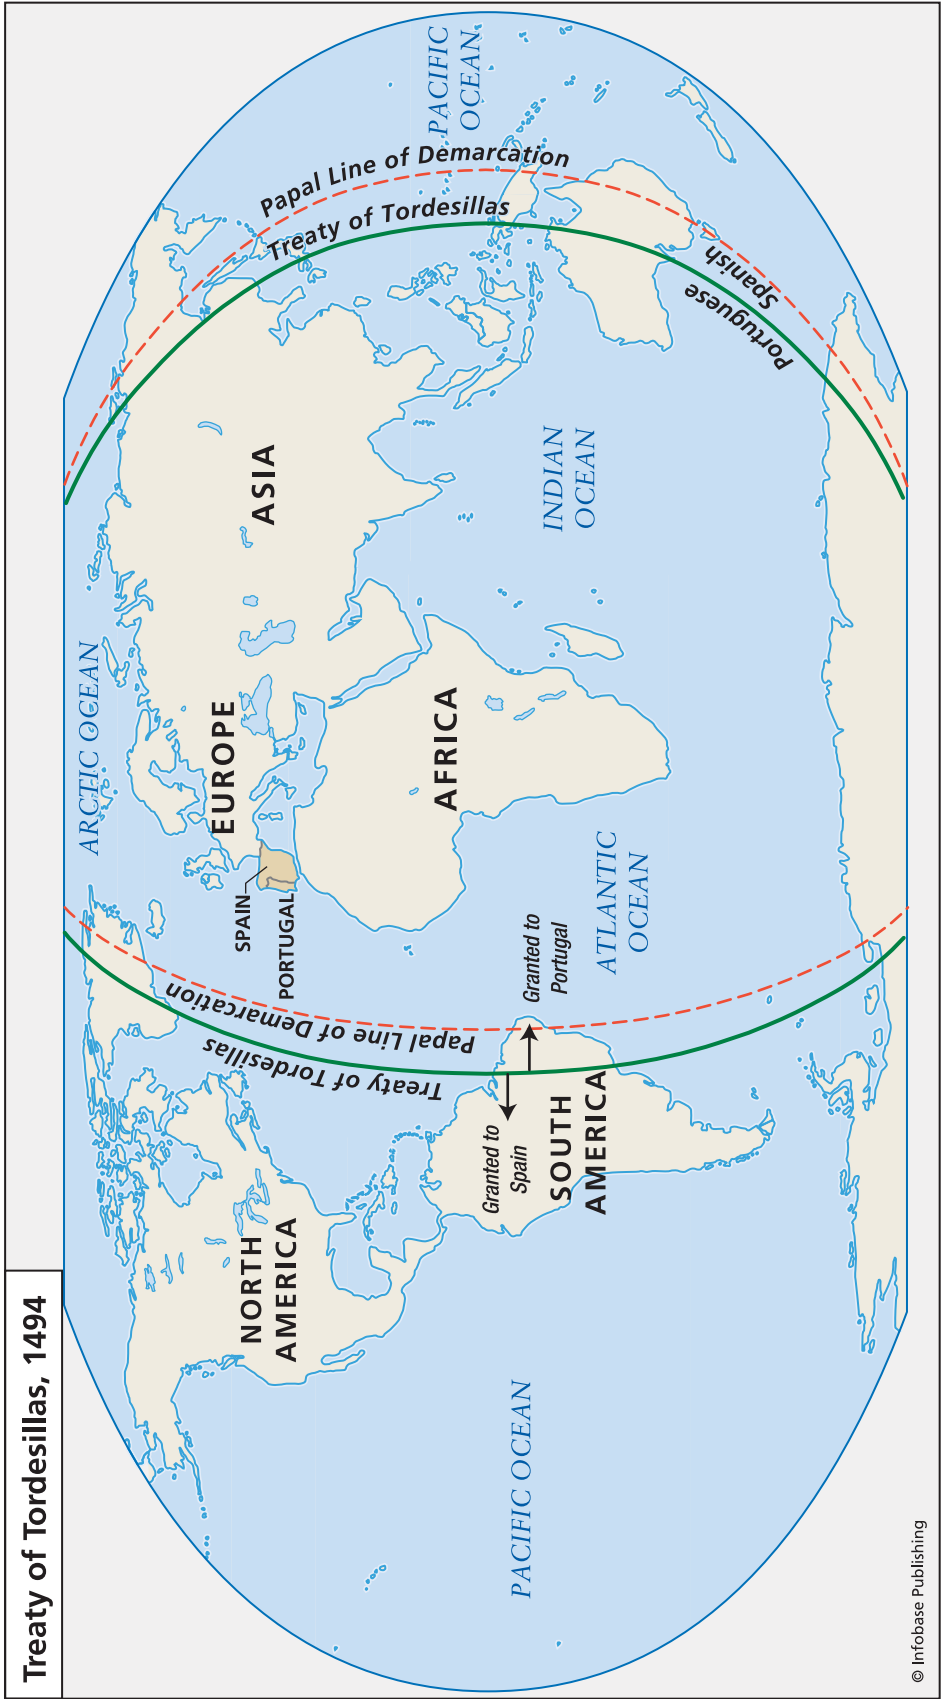 Treaty of Tordesillas, 1494
ARCTIC OCEAN
NORTH
AMERICA
EUROPE
ASIA
SPAIN
PORTUGAL
AFRICA
Treaty of Tordesillas
Papal Line of Demarcation
Treaty of Tordesillas
Papal Line of Demarcation
PACIFIC
OCEAN
PACIFIC OCEAN
Granted to
Spain
SOUTH
AMERICA
Granted to
Portugal
ATLANTIC
OCEAN
INDIAN
OCEAN
Portuguese
Spanish
© Infobase Publishing